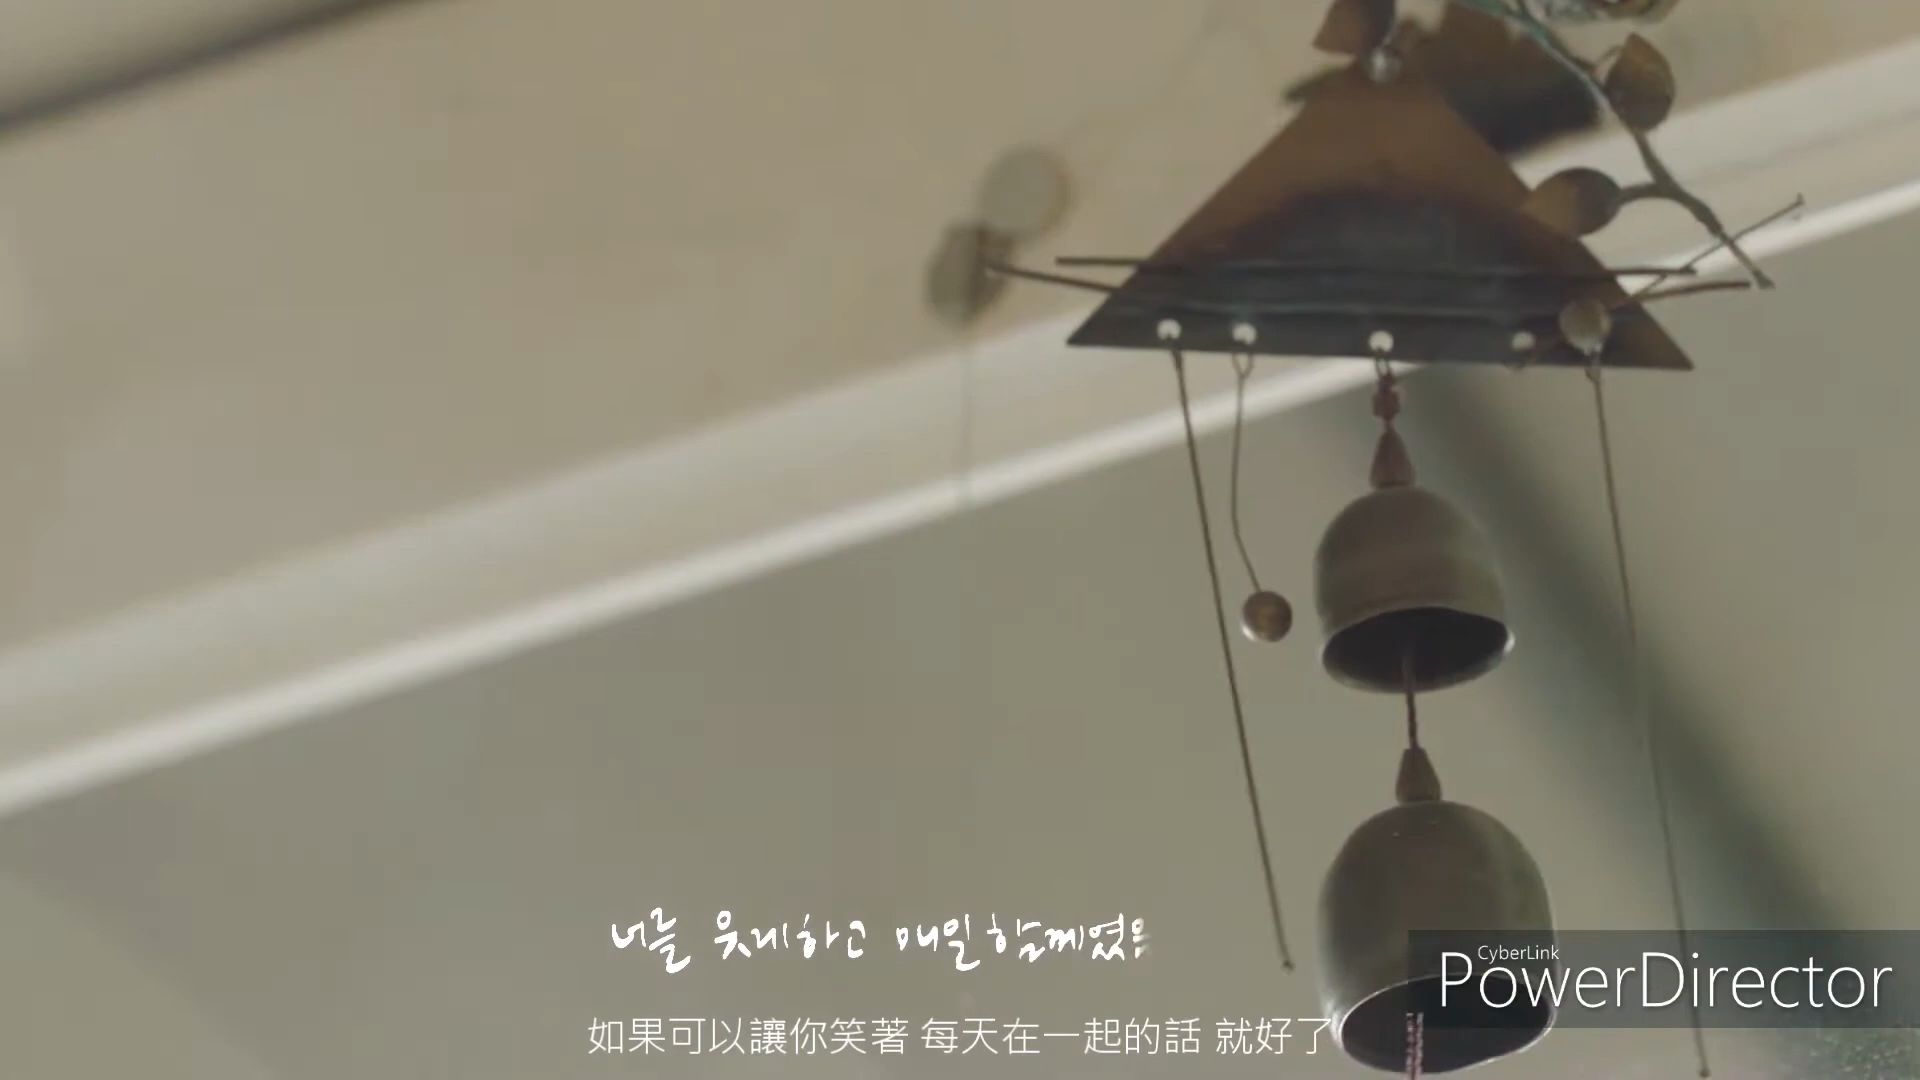 너를 웃게하고 매일 함께였
如果可以讓你笑著 每天在一起的話 就好了
CyberLink
PowerDirector